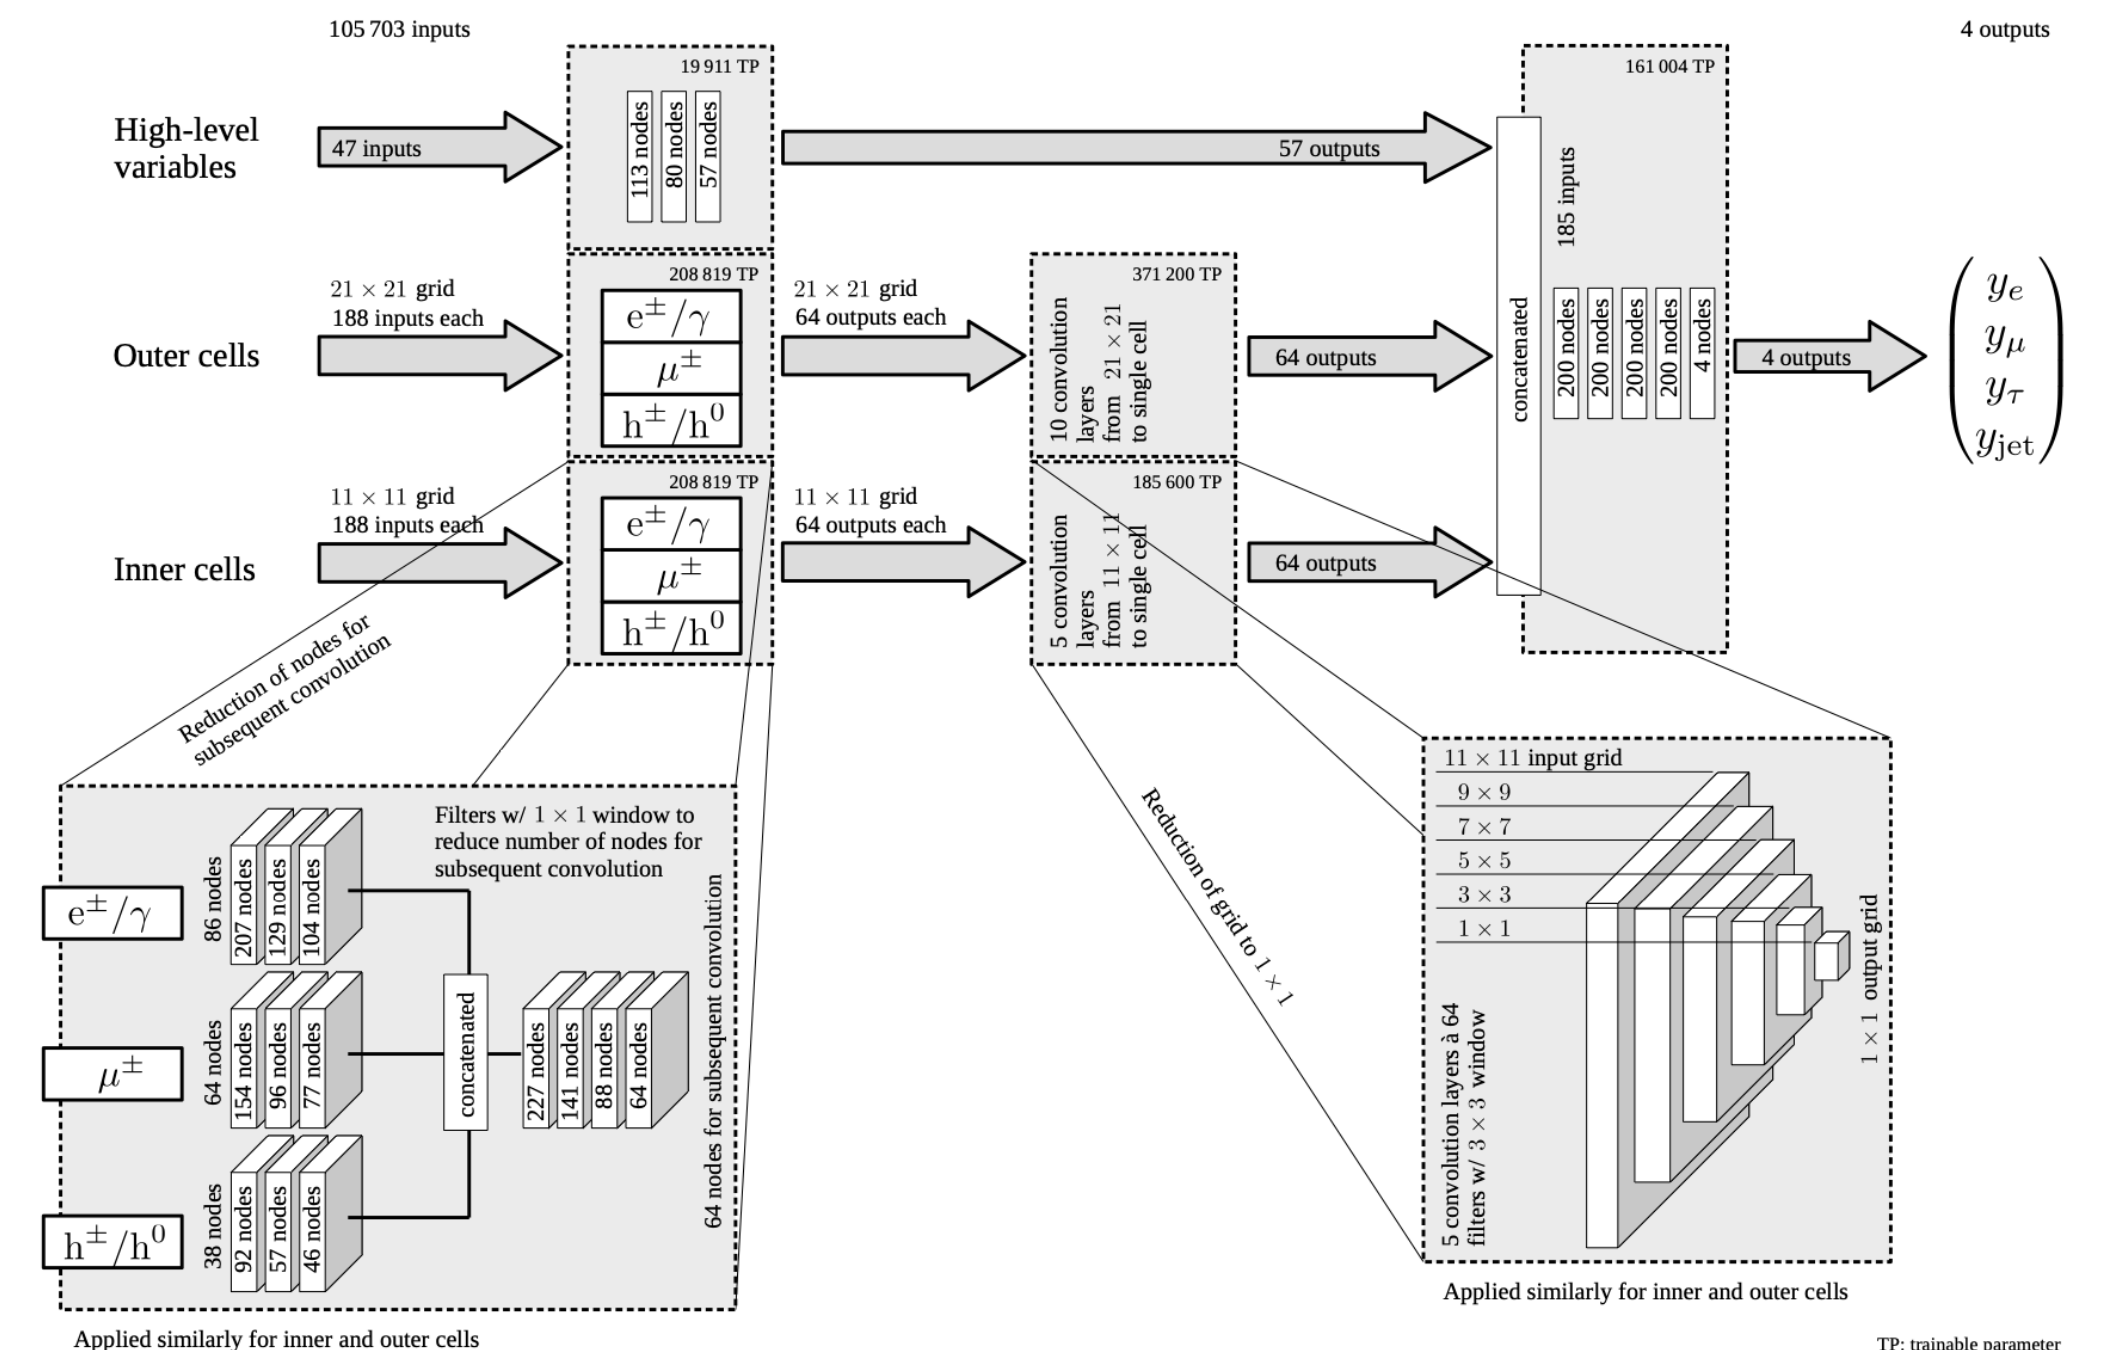 105 703 inputs
4 outputs
High-level
variables
47 inputs
19 911 TP
113 nodes
80 nodes
57 nodes
57 outputs
161 004 TP
185 inputs
concatenated
200 nodes
200 nodes
200 nodes
200 nodes
4 nodes
4 outputs
y_e
y_μ
y_τ
y_jet
Outer cells
21 × 21 grid
188 inputs each
208 819 TP
e±/γ
μ±
h±/h⁰
21 × 21 grid
64 outputs each
371 200 TP
10 convolution
layers
from 21 × 21
to single cell
64 outputs
Inner cells
11 × 11 grid
188 inputs each
208 819 TP
e±/γ
μ±
h±/h⁰
11 × 11 grid
64 outputs each
185 600 TP
5 convolution
layers
from 11 × 11
to single cell
64 outputs
Reduction of nodes for
subsequent convolution
Filters w/ 1 × 1 window to
reduce number of nodes for
subsequent convolution
e±/γ
86 nodes
207 nodes
129 nodes
104 nodes
μ±
64 nodes
154 nodes
96 nodes
77 nodes
h±/h⁰
38 nodes
92 nodes
57 nodes
46 nodes
concatenated
227 nodes
141 nodes
88 nodes
64 nodes
64 nodes for subsequent convolution
Applied similarly for inner and outer cells
Reduction of grid to 1 × 1
11 × 11 input grid
9 × 9
7 × 7
5 × 5
3 × 3
1 × 1
5 convolution layers à 64
filters w/ 3 × 3 window
1 × 1 output grid
Applied similarly for inner and outer cells
TP: trainable parameter